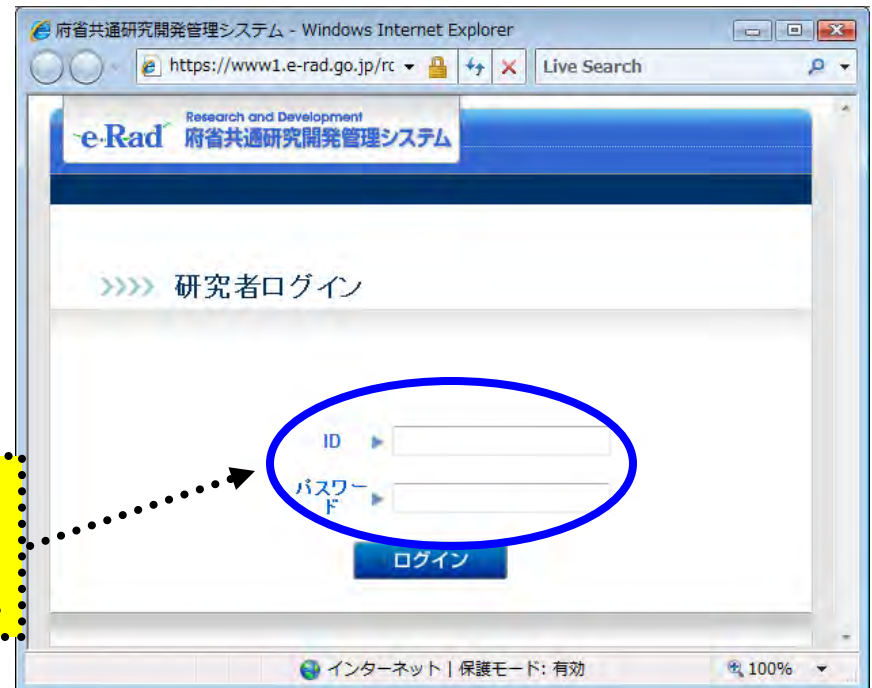 府省共通研究開発管理システム - Windows Internet Explorer
https://www1.e-rad.go.jp/rc
Live Search
e-Rad
Research and Development
府省共通研究開発管理システム
>>>> 研究者ログイン
ID
パスワー
ド
ログイン
インターネット | 保護モード: 有効
100%